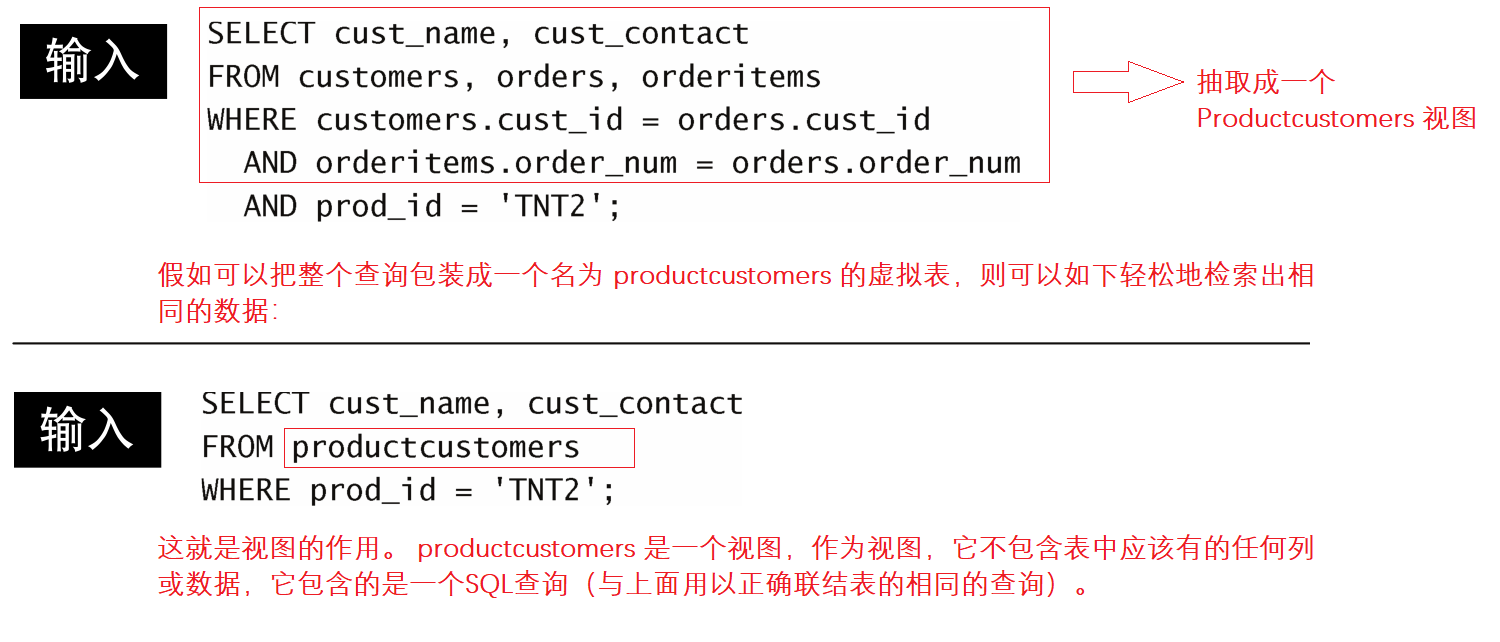 输入
SELECT cust_name, cust_contact
FROM customers, orders, orderitems
WHERE customers.cust_id = orders.cust_id
AND orderitems.order_num = orders.order_num
AND prod_id = 'TNT2';
抽取成一个
Productcustomers 视图
假如可以把整个查询包装成一个名为 productcustomers 的虚拟表，则可以如下轻松地检索出相
同的数据：
输入
SELECT cust_name, cust_contact
FROM productcustomers
WHERE prod_id = 'TNT2';
这就是视图的作用。 productcustomers 是一个视图，作为视图，它不包含表中应该有的任何列
或数据，它包含的是一个SQL查询（与上面用以正确联结表的相同的查询）。